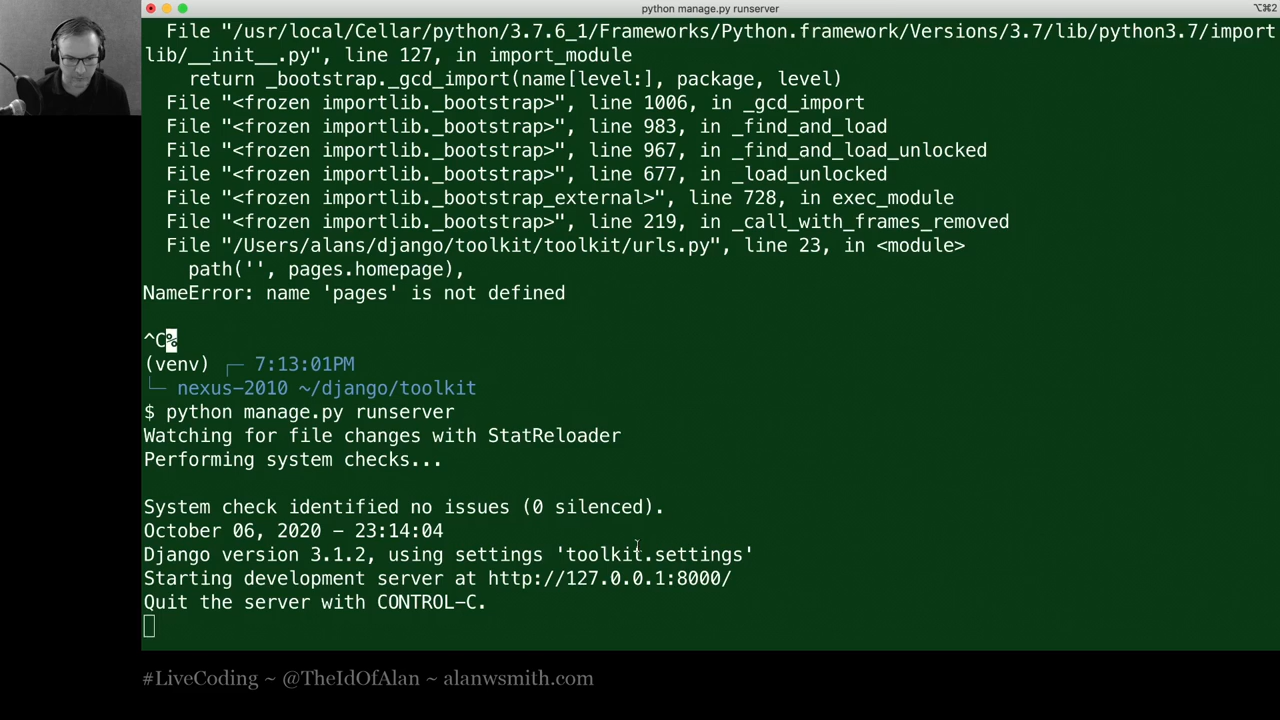 python manage.py runserver
⌥⌘2
File "/usr/local/Cellar/python/3.7.6_1/Frameworks/Python.framework/Versions/3.7/lib/python3.7/import
lib/__init__.py", line 127, in import_module
return _bootstrap._gcd_import(name[level:], package, level)
File "<frozen importlib._bootstrap>", line 1006, in _gcd_import
File "<frozen importlib._bootstrap>", line 983, in _find_and_load
File "<frozen importlib._bootstrap>", line 967, in _find_and_load_unlocked
File "<frozen importlib._bootstrap>", line 677, in _load_unlocked
File "<frozen importlib._bootstrap_external>", line 728, in exec_module
File "<frozen importlib._bootstrap>", line 219, in _call_with_frames_removed
File "/Users/alans/django/toolkit/toolkit/urls.py", line 23, in <module>
path('', pages.homepage),
NameError: name 'pages' is not defined
^C%
(venv) ┌─ 7:13:01PM
└─ nexus-2010 ~/django/toolkit
$ python manage.py runserver
Watching for file changes with StatReloader
Performing system checks...
System check identified no issues (0 silenced).
October 06, 2020 - 23:14:04
Django version 3.1.2, using settings 'toolkit.settings'
Starting development server at http://127.0.0.1:8000/
Quit the server with CONTROL-C.
#LiveCoding ~ @TheIdOfAlan ~ alanwsmith.com